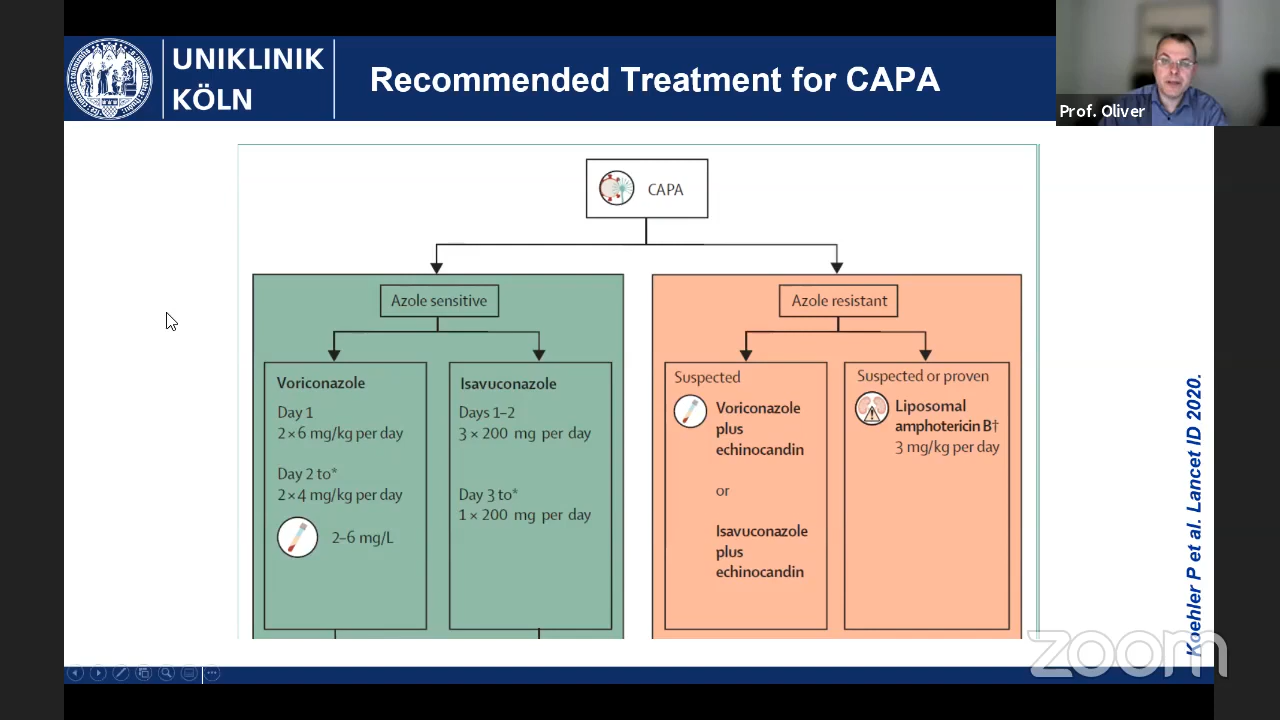 UNIKLINIK
KÖLN
Recommended Treatment for CAPA
Prof. Oliver
CAPA
Azole sensitive
Voriconazole
Day 1
2×6 mg/kg per day
Day 2 to*
2×4 mg/kg per day
2–6 mg/L
Isavuconazole
Days 1–2
3×200 mg per day
Day 3 to*
1×200 mg per day
Azole resistant
Suspected
Voriconazole
plus
echinocandin
or
Isavuconazole
plus
echinocandin
Suspected or proven
Liposomal
amphotericin B†
3 mg/kg per day
Koehler P et al. Lancet ID 2020.
zoom